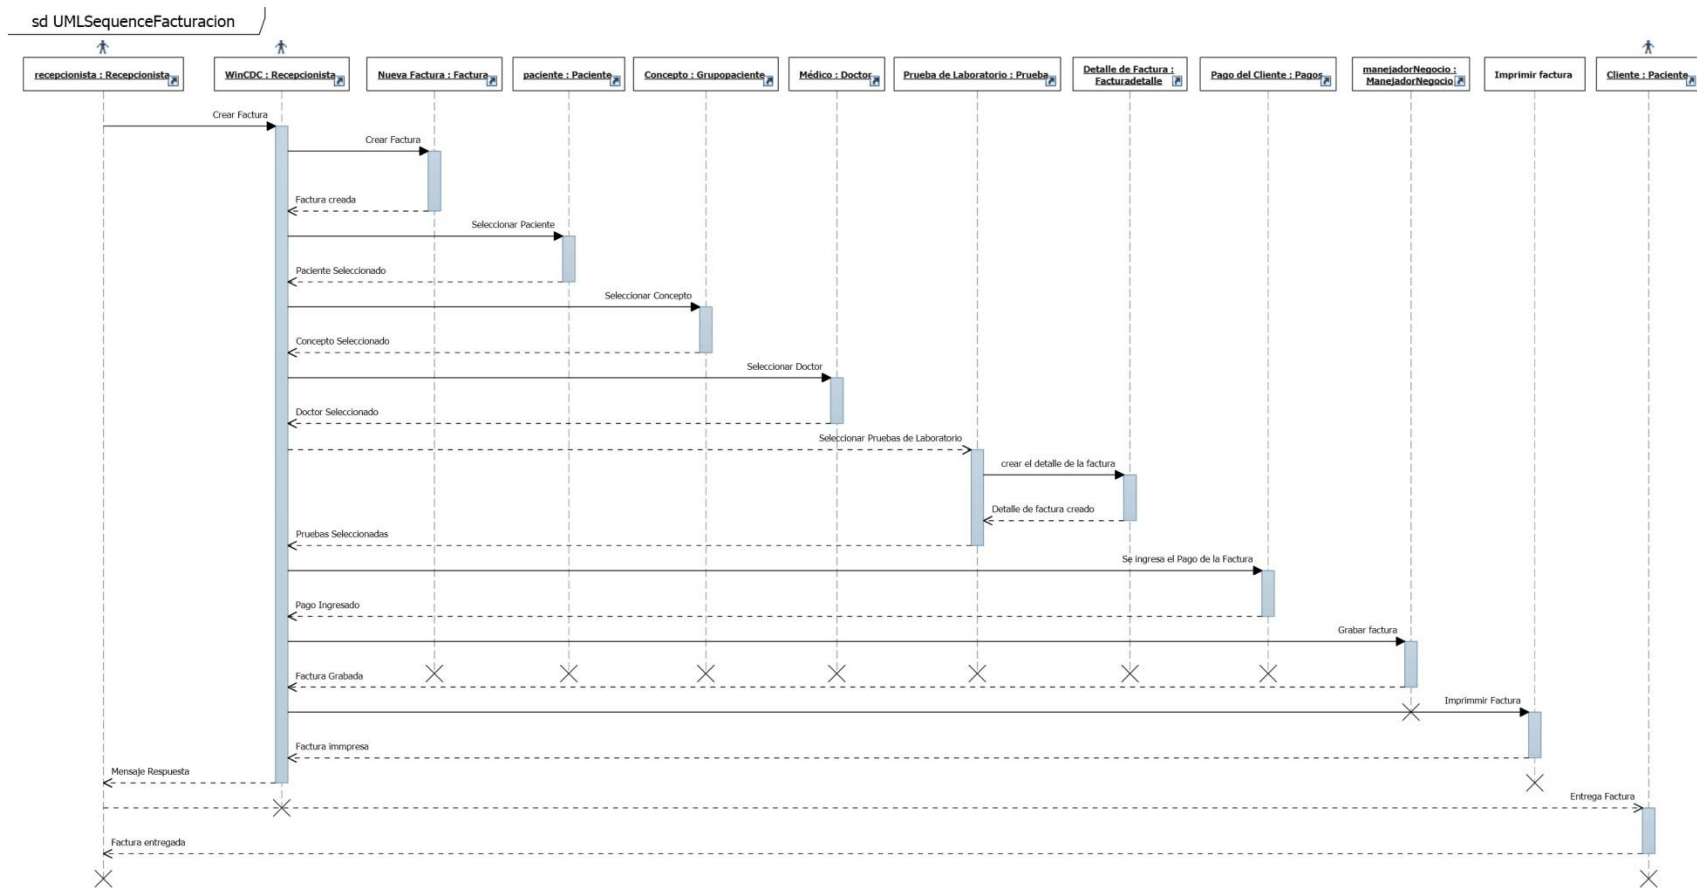 sd UMLSequenceFacturacion
recepcionista : Recepcionista
WinCDC : Recepcionista
Nueva Factura : Factura
paciente : Paciente
Concepto : Grupopaciente
Médico : Doctor
Prueba de Laboratorio : Prueba
Detalle de Factura :
Facturadetalle
Pago del Cliente : Pagos
manejadorNegocio :
ManejadorNegocio
Imprimir factura
Cliente : Paciente
Crear Factura
Crear Factura
Factura creada
Seleccionar Paciente
Paciente Seleccionado
Seleccionar Concepto
Concepto Seleccionado
Seleccionar Doctor
Doctor Seleccionado
Seleccionar Pruebas de Laboratorio
crear el detalle de la factura
Detalle de factura creado
Pruebas Seleccionadas
Se ingresa el Pago de la Factura
Pago Ingresado
Grabar factura
Factura Grabada
Imprimmir Factura
Factura immpresa
Mensaje Respuesta
Entrega Factura
Factura entregada